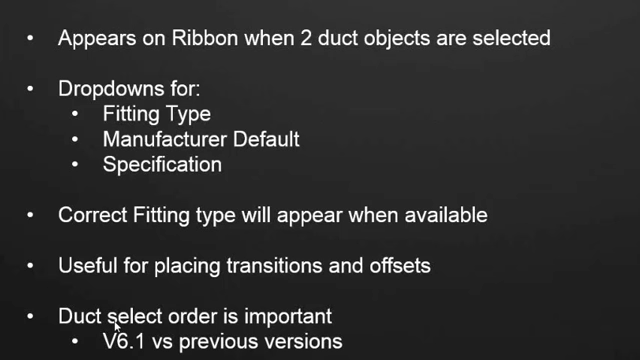 • Appears on Ribbon when 2 duct objects are selected
• Dropdowns for:
• Fitting Type
• Manufacturer Default
• Specification
• Correct Fitting type will appear when available
• Useful for placing transitions and offsets
• Duct select order is important
• V6.1 vs previous versions